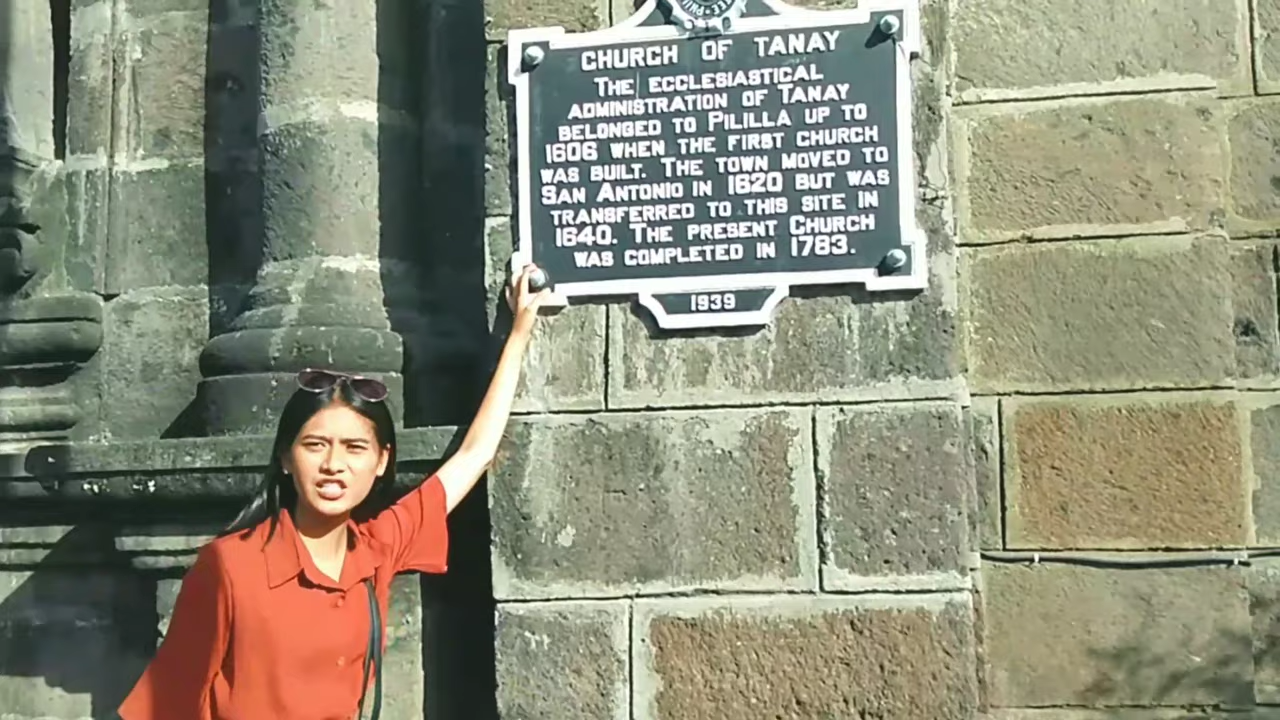 CHURCH OF TANAY
THE ECCLESIASTICAL
ADMINISTRATION OF TANAY
BELONGED TO PILILLA UP TO
1606 WHEN THE FIRST CHURCH
WAS BUILT. THE TOWN MOVED TO
SAN ANTONIO IN 1620 BUT WAS
TRANSFERRED TO THIS SITE IN
1640. THE PRESENT CHURCH
WAS COMPLETED IN 1783.
1939